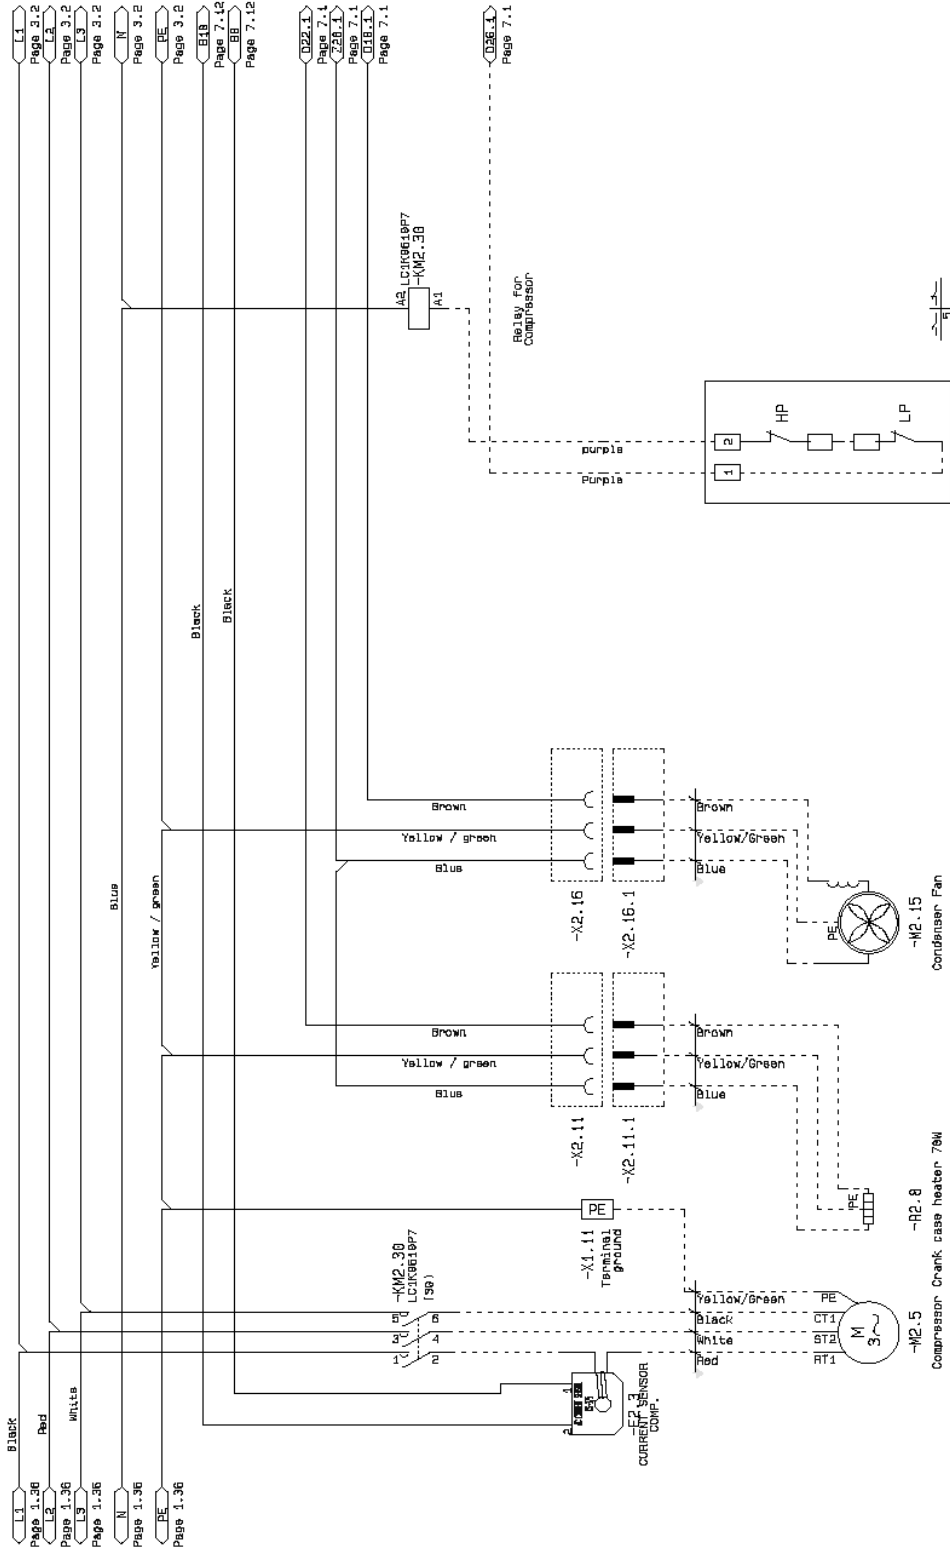 L1
Page 3.2
L2
Page 3.2
L3
Page 3.2
N
Page 3.2
PE
Page 3.2
B18
Page 7.12
B8
Page 7.12
D22.1
Page 7.1
Z28.1
Page 7.1
D18.1
Page 7.1
D26.1
Page 7.1
A2
LC1K0610P7
-KM2.30
A1
Relay for
Compressor
purple
Purple
2
1
HP
LP
Black
Black
Blue
Yellow / green
Brown
Yellow / green
Blue
-X2.16
-X2.16.1
Brown
Yellow/Green
Blue
PE
-M2.15
Condenser Fan
Brown
Yellow / green
Blue
-X2.11
-X2.11.1
Brown
Yellow/Green
Blue
PE
-R2.8
Crank case heater 70W
PE
-X1.11
Terminal
ground
-KM2.30
LC1K0610P7
5
6
3
4
1
2
Yellow/Green
Black
White
Red
PE
CT1
ST2
RT1
M
3~
-M2.5
Compressor
1
2
CURRENT SENSOR
COMP.
Black
Red
White
L1
Page 1.36
L2
Page 1.36
L3
Page 1.36
N
Page 1.36
PE
Page 1.36